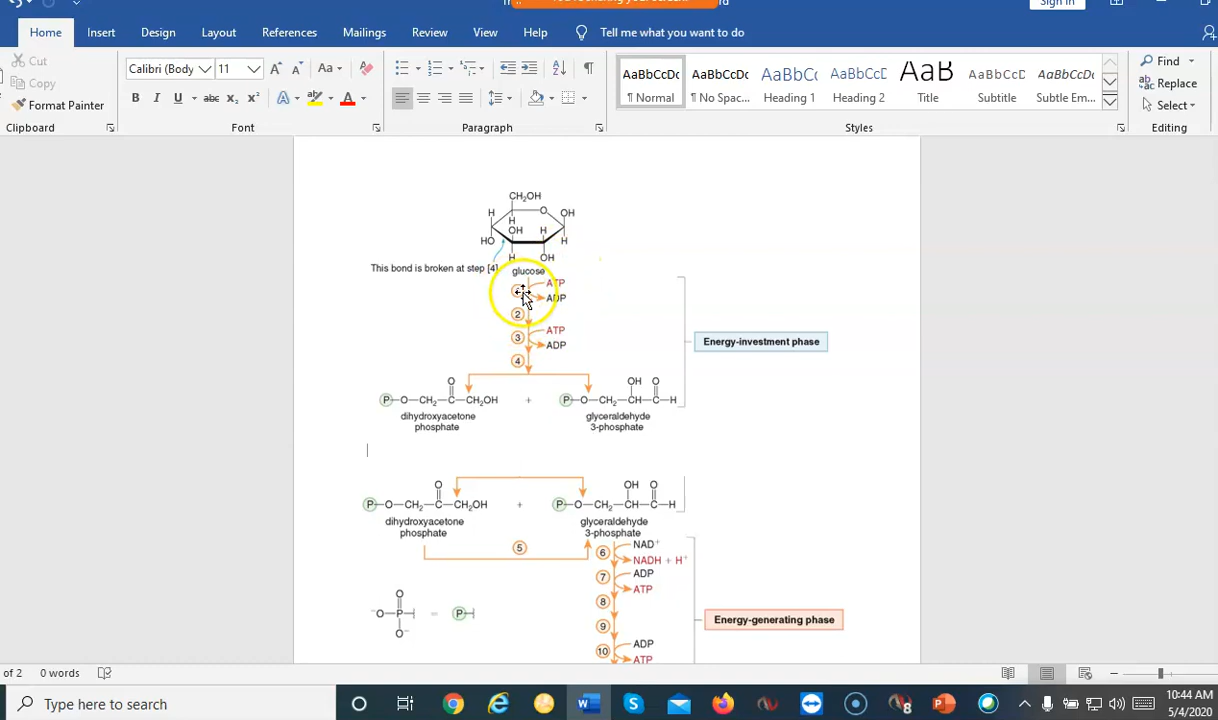 Sign in
Home Insert Design Layout References Mailings Review View Help Tell me what you want to do
Cut
Copy
Format Painter
Calibri (Body 11
AaBbCcDc AaBbCcDc AaBbCc AaBbCcD AaB AaBbCcD AaBbCcDc
¶ Normal ¶ No Spac... Heading 1 Heading 2 Title Subtitle Subtle Em...
Find
Replace
Select
Clipboard Font Paragraph Styles Editing
CH₂OH
H O OH
H
OH H
HO H
H OH
This bond is broken at step [4]
glucose
ATP
ADP
2
3 ATP
ADP
4
Energy-investment phase
OH O
O
P—O—CH₂—C—CH₂OH + P—O—CH₂—CH—C—H
dihydroxyacetone phosphate
glyceraldehyde 3-phosphate
O OH O
P—O—CH₂—C—CH₂OH + P—O—CH₂—CH—C—H
dihydroxyacetone phosphate
glyceraldehyde 3-phosphate
5
6 NAD⁺
NADH + H⁺
7 ADP
ATP
8
9
10 ADP
ATP
Energy-generating phase
O
⁻O—P— = P—
O⁻
of 2 0 words
Type here to search
10:44 AM
5/4/2020